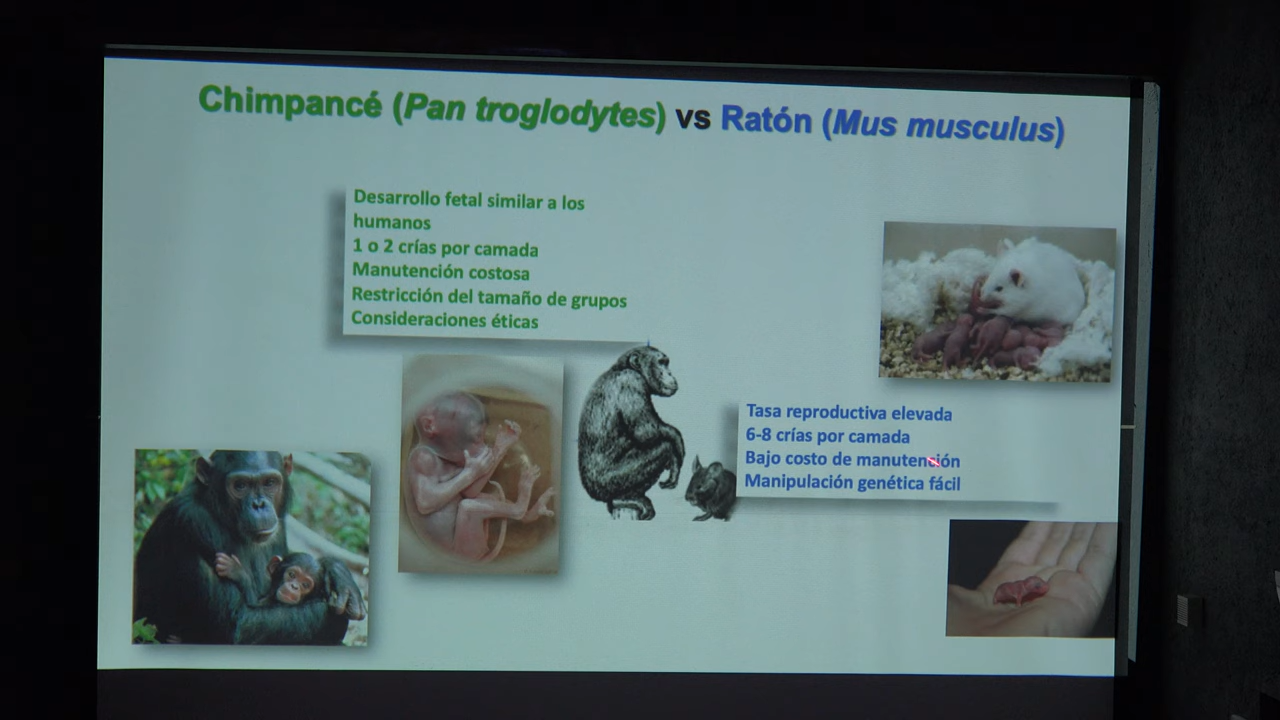 Chimpancé (Pan troglodytes) vs Ratón (Mus musculus)
Desarrollo fetal similar a los
humanos
1 o 2 crías por camada
Manutención costosa
Restricción del tamaño de grupos
Consideraciones éticas
Tasa reproductiva elevada
6-8 crías por camada
Bajo costo de manutención
Manipulación genética fácil